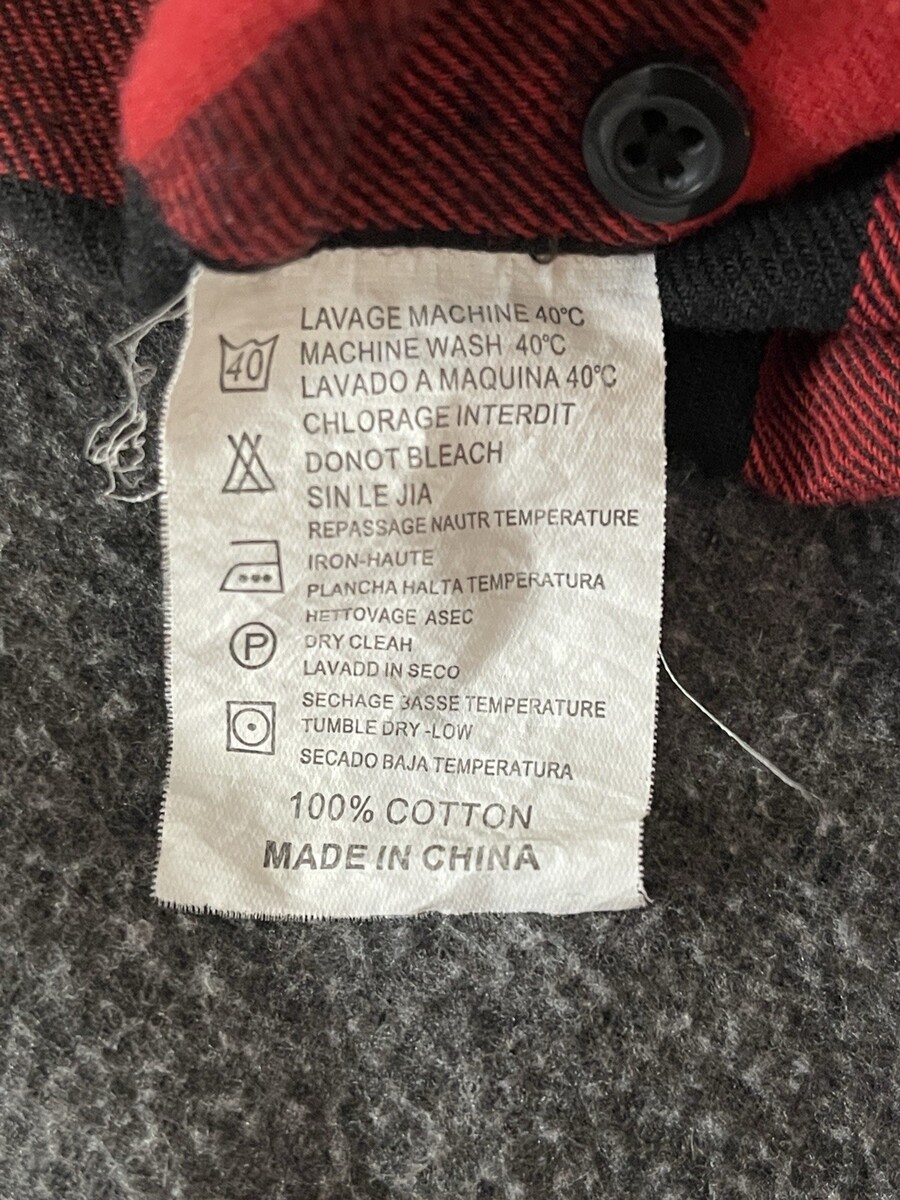 LAVAGE MACHINE 40°C
40
MACHINE WASH 40°C
LAVADO A MAQUINA 40°C
CHLORAGE INTERDIT
DONOT BLEACH
SIN LE JIA
REPASSAGE NAUTR TEMPERATURE
IRON-HAUTE
PLANCHA HALTA TEMPERATURA
HETTOVAGE ASEC
P
DRY CLEAH
LAVADD IN SECO
SECHAGE BASSE TEMPERATURE
TUMBLE DRY -LOW
SECADO BAJA TEMPERATURA
100% COTTON
MADE IN CHINA